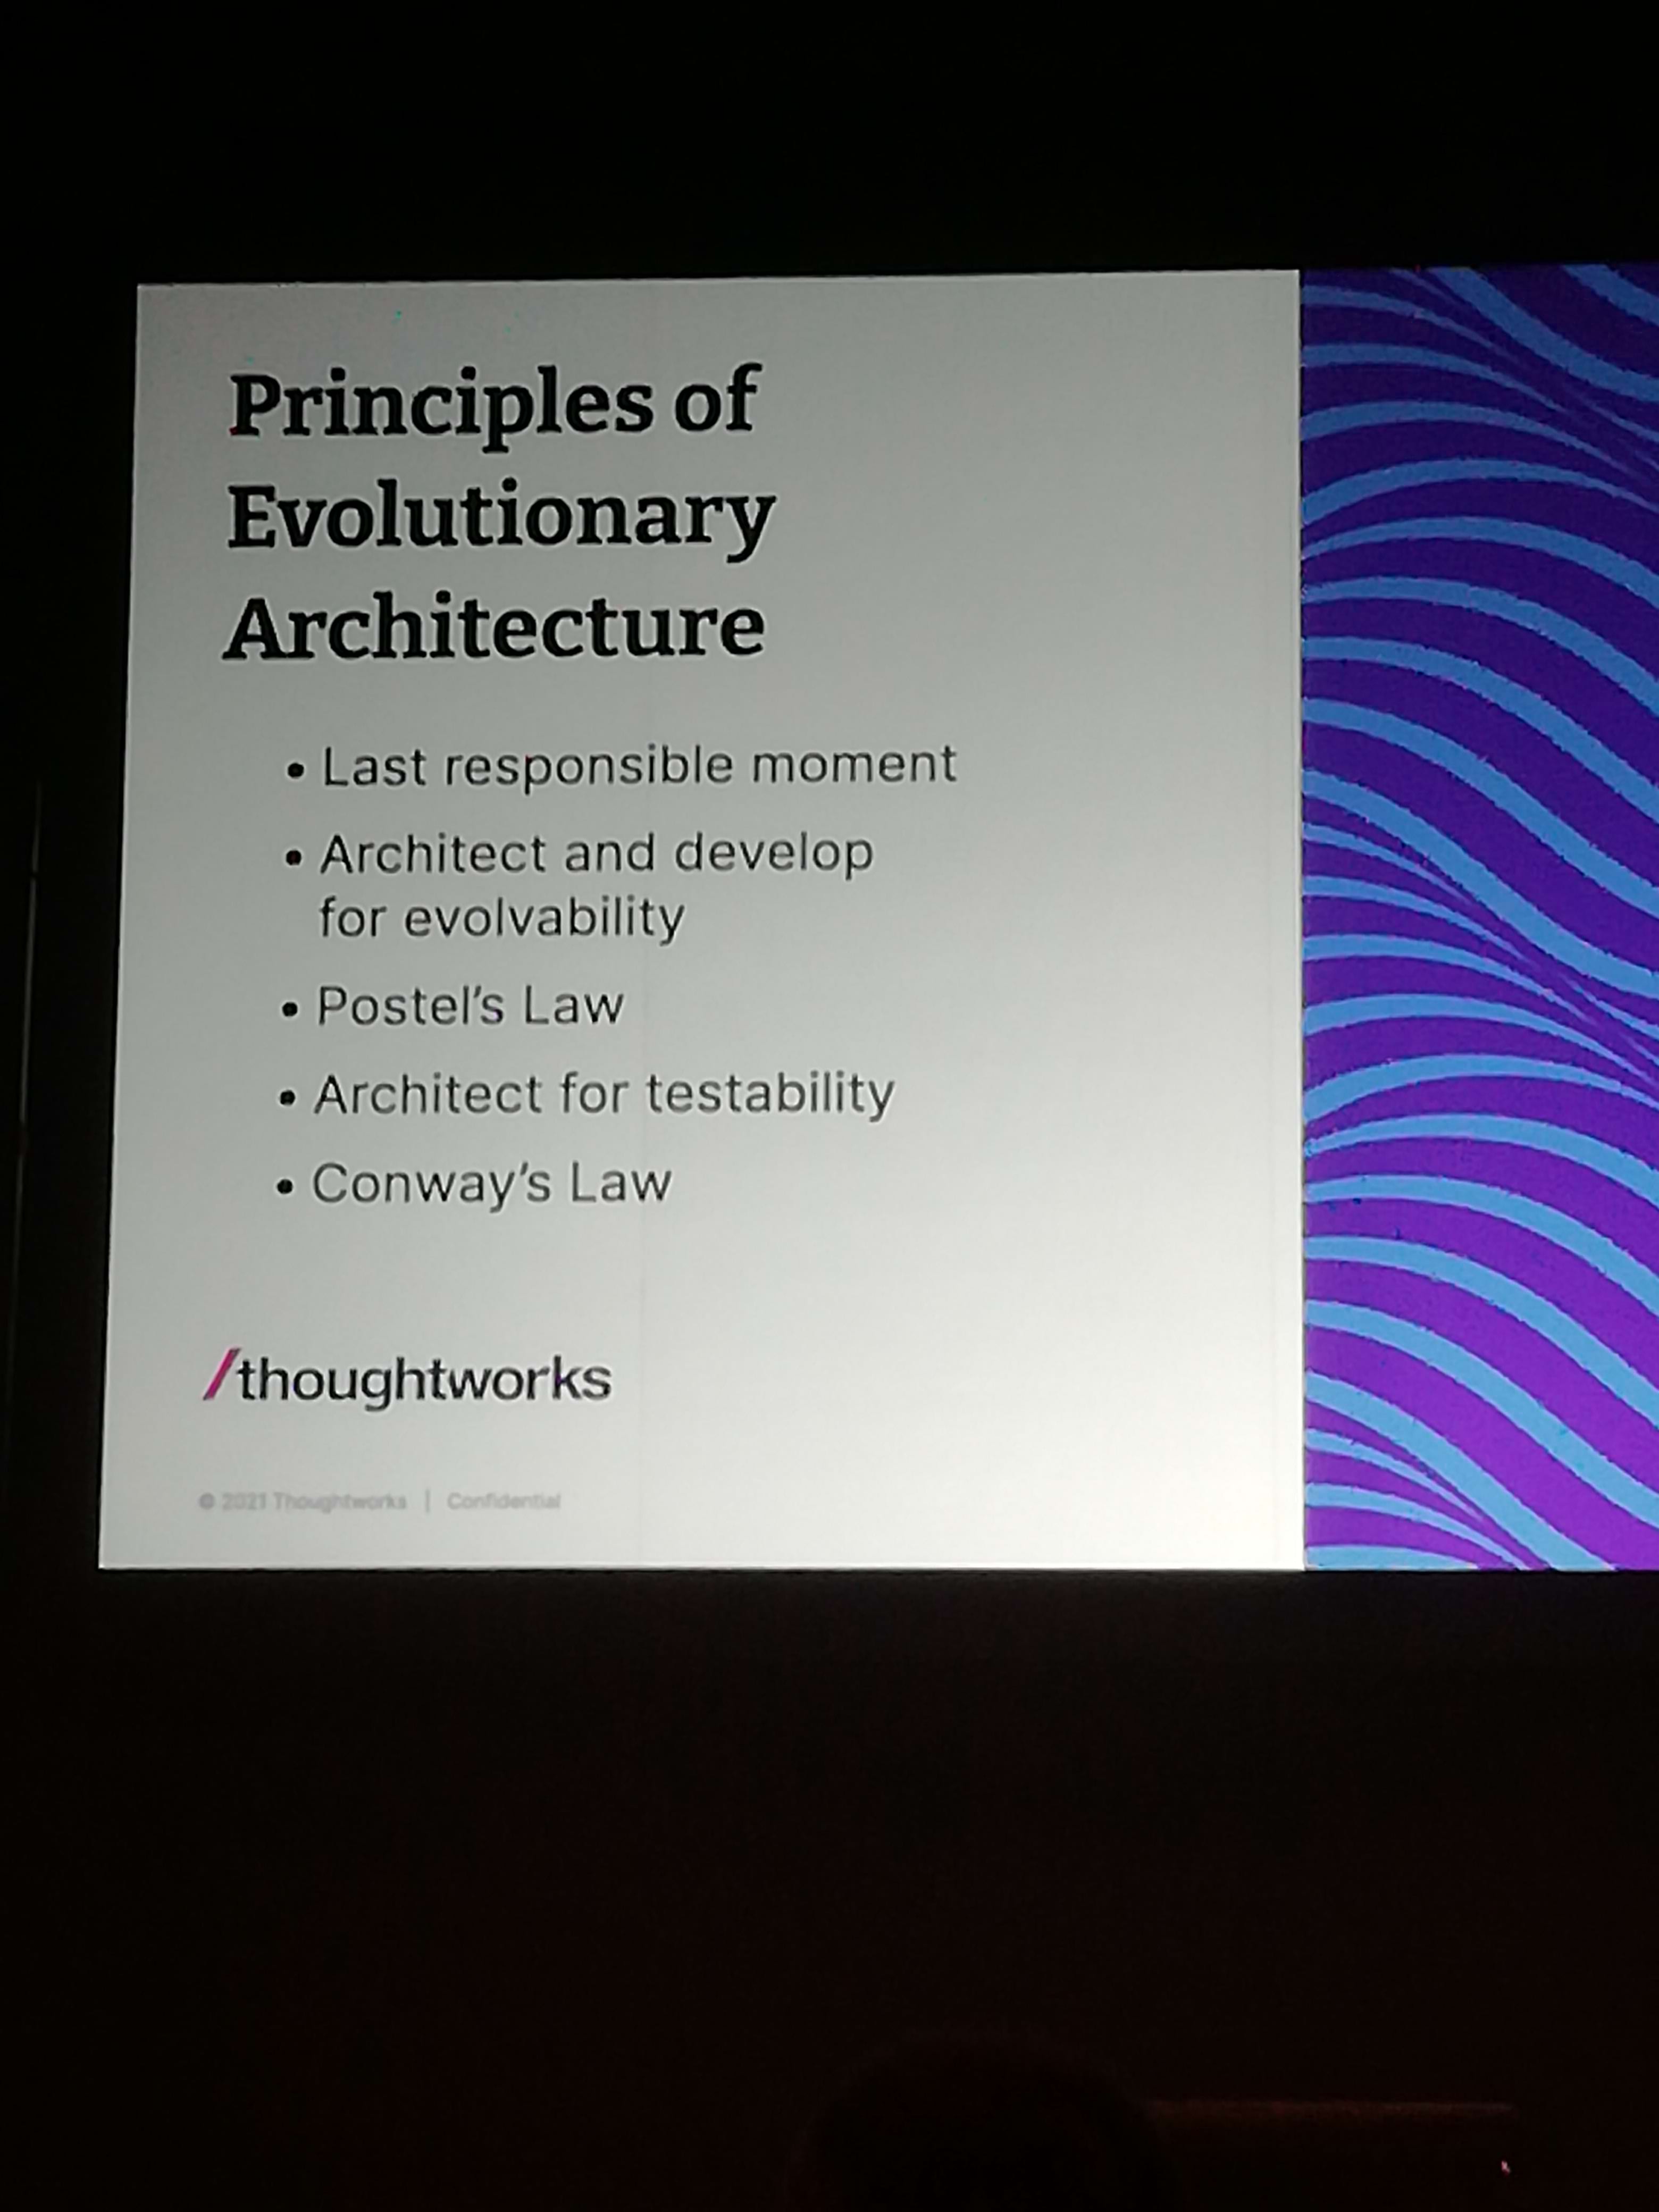 Principles of
Evolutionary
Architecture
• Last responsible moment
• Architect and develop
for evolvability
• Postel's Law
• Architect for testability
• Conway's Law
/thoughtworks
© 2021 Thoughtworks | Confidential